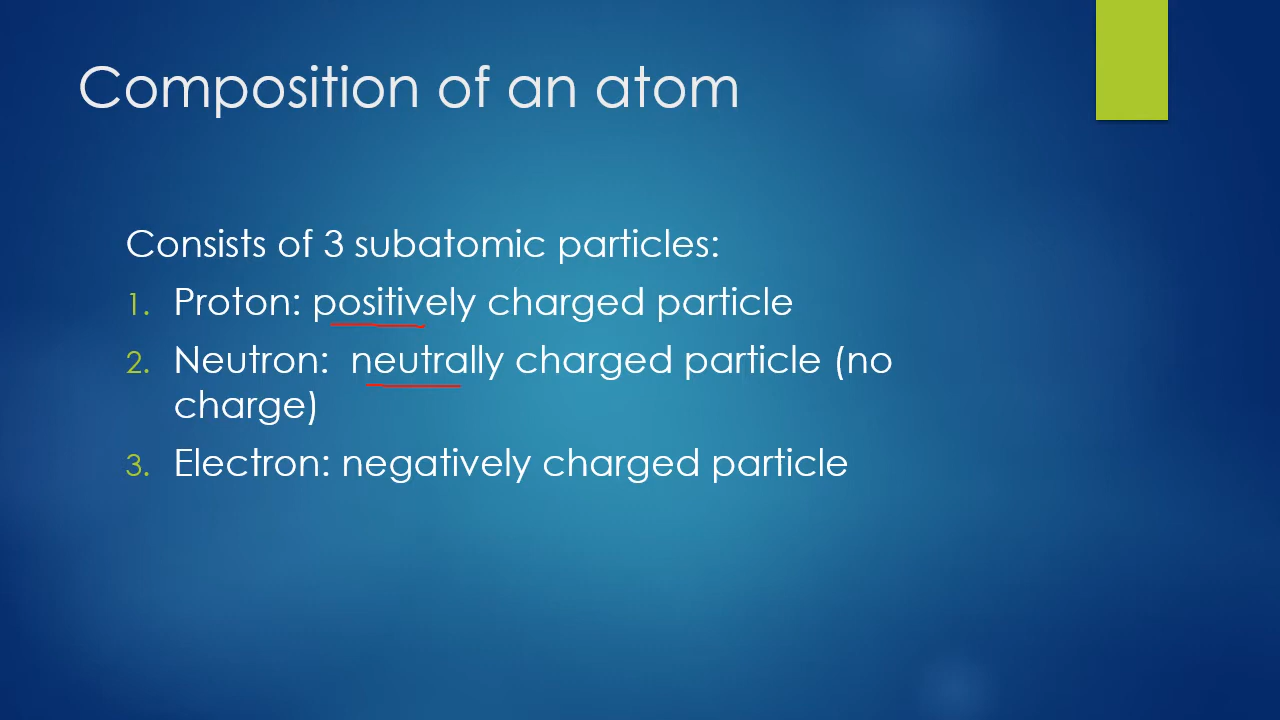 Composition of an atom
Consists of 3 subatomic particles:
1. Proton: positively charged particle
2. Neutron:  neutrally charged particle (no
charge)
3. Electron: negatively charged particle